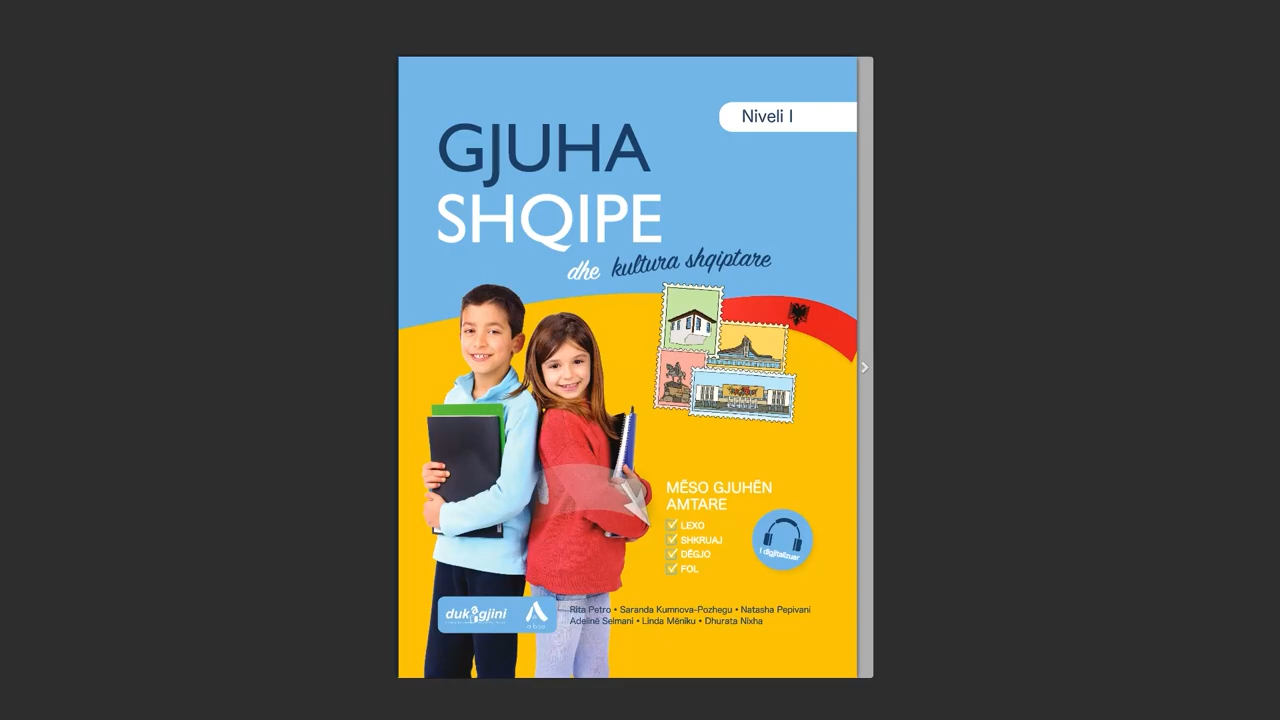 Niveli I
GJUHA
SHQIPE
dhe kultura shqiptare
MËSO GJUHËN
AMTARE
LEXO
SHKRUAJ
DËGJO
FOL
I digjitalizuar
dukagjini
Rita Petro • Saranda Kumnova-Pozhegu • Natasha Pepivani
Adelinë Selmani • Linda Mëniku • Dhurata Nixha